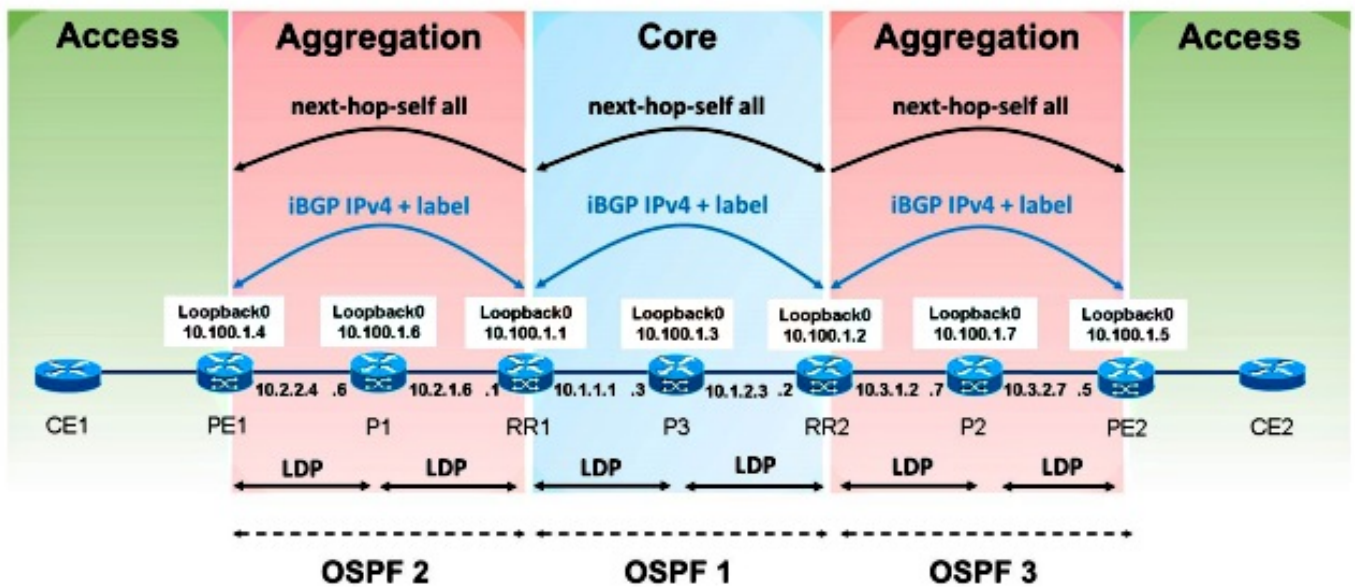 Access
Aggregation
Core
Aggregation
Access
next-hop-self all
next-hop-self all
next-hop-self all
iBGP IPv4 + label
iBGP IPv4 + label
iBGP IPv4 + label
Loopback0
10.100.1.4
Loopback0
10.100.1.6
Loopback0
10.100.1.1
Loopback0
10.100.1.3
Loopback0
10.100.1.2
Loopback0
10.100.1.7
Loopback0
10.100.1.5
10.2.2.4 .6
10.2.1.6 .1
10.1.1.1 .3
10.1.2.3 .2
10.3.1.2 .7
10.3.2.7 .5
CE1
PE1
P1
RR1
P3
RR2
P2
PE2
CE2
LDP
LDP
LDP
LDP
LDP
LDP
OSPF 2
OSPF 1
OSPF 3